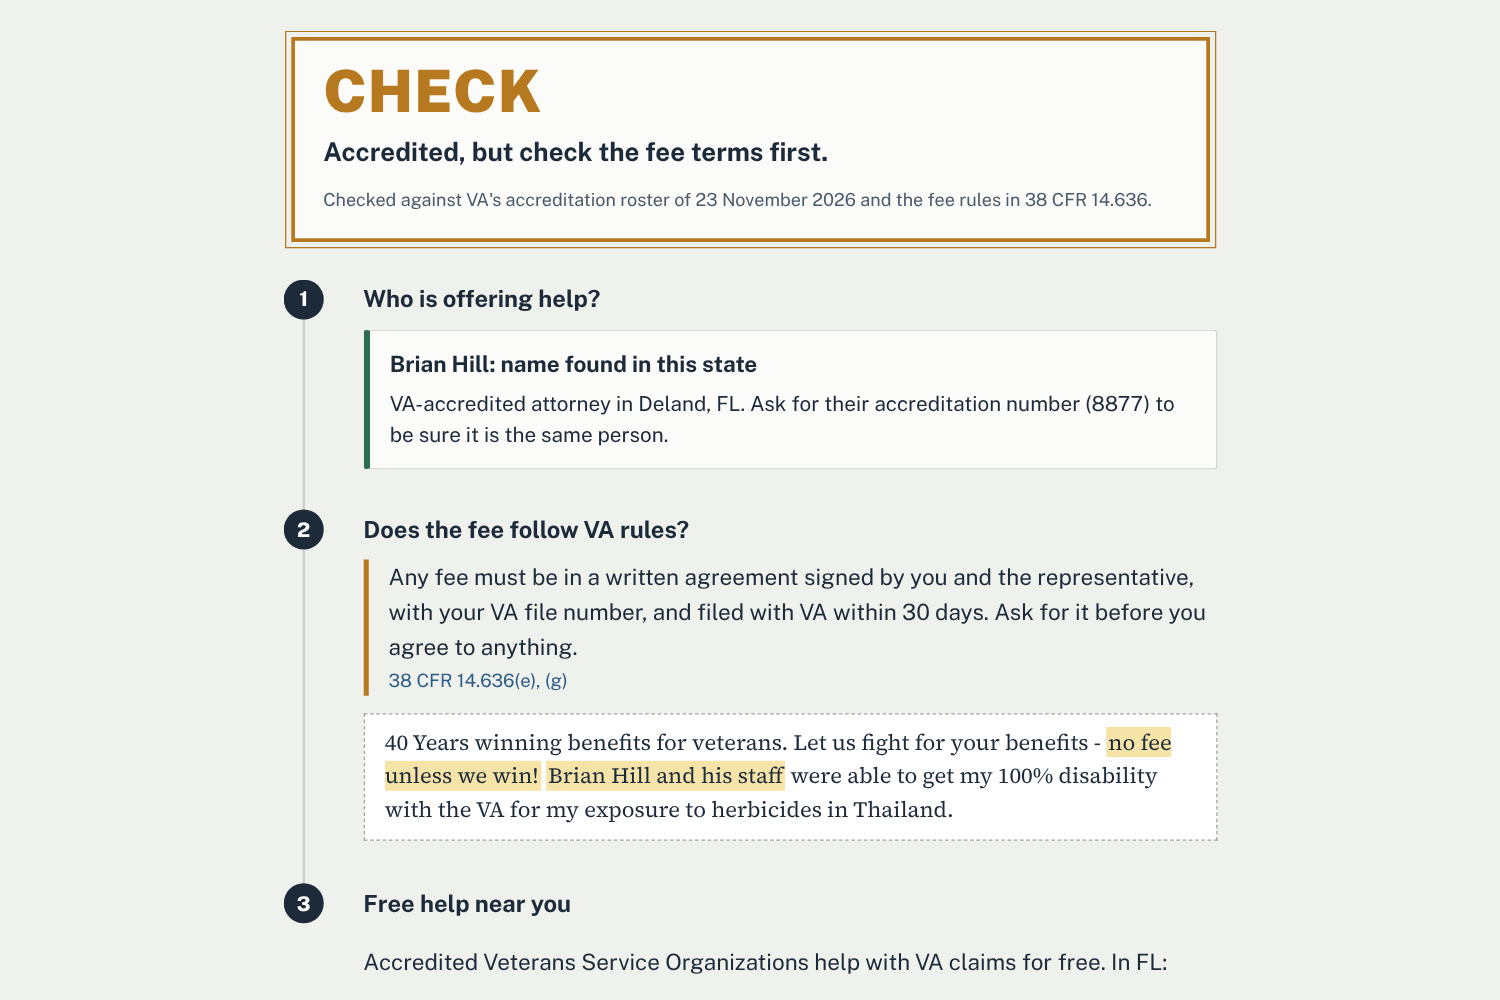 CHECK
Accredited, but check the fee terms first.
Checked against VA's accreditation roster of 23 November 2026 and the fee rules in 38 CFR 14.636.
1
Who is offering help?
Brian Hill: name found in this state
VA-accredited attorney in Deland, FL. Ask for their accreditation number (8877) to
be sure it is the same person.
2
Does the fee follow VA rules?
Any fee must be in a written agreement signed by you and the representative,
with your VA file number, and filed with VA within 30 days. Ask for it before you
agree to anything.
38 CFR 14.636(e), (g)
40 Years winning benefits for veterans. Let us fight for your benefits - no fee
unless we win! Brian Hill and his staff were able to get my 100% disability
with the VA for my exposure to herbicides in Thailand.
3
Free help near you
Accredited Veterans Service Organizations help with VA claims for free. In FL: